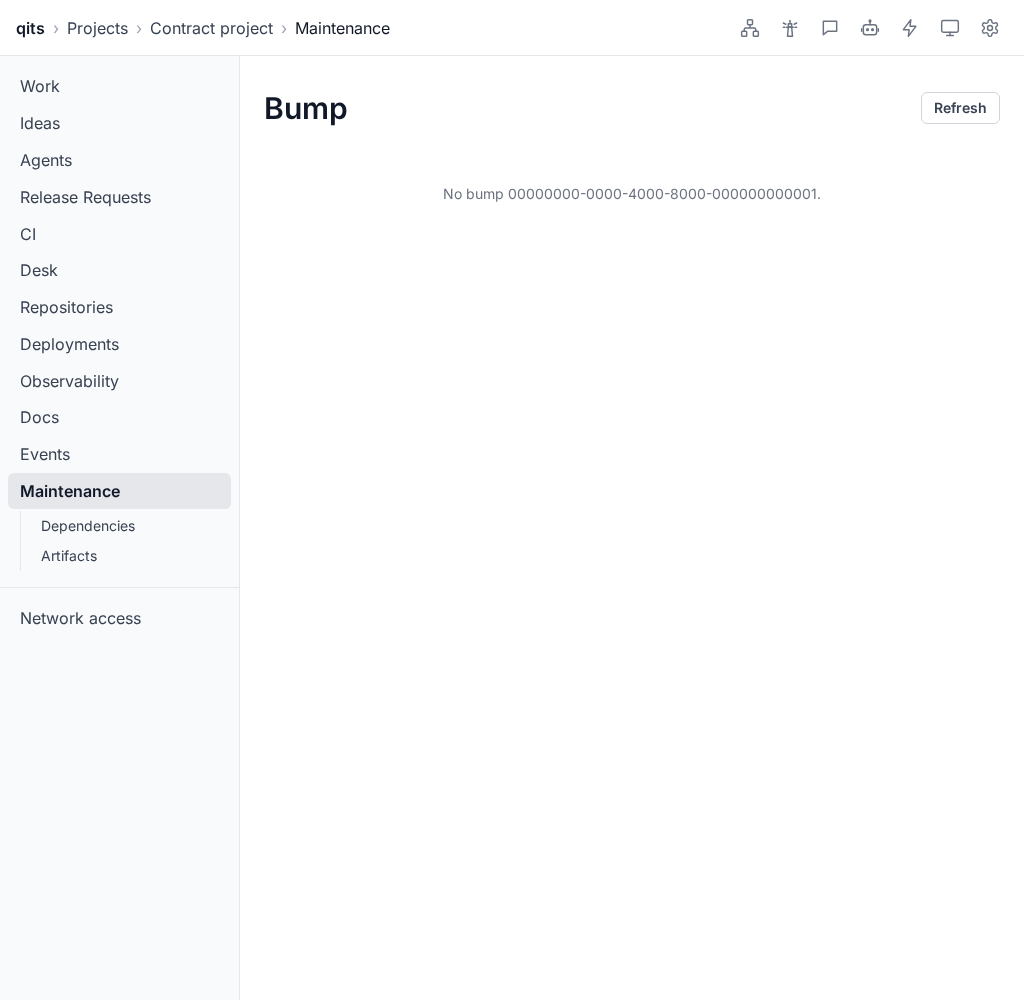 qits › Projects › Contract project › Maintenance
Work
Ideas
Agents
Release Requests
CI
Desk
Repositories
Deployments
Observability
Docs
Events
Maintenance
Dependencies
Artifacts
Network access
Bump
Refresh
No bump 00000000-0000-4000-8000-000000000001.